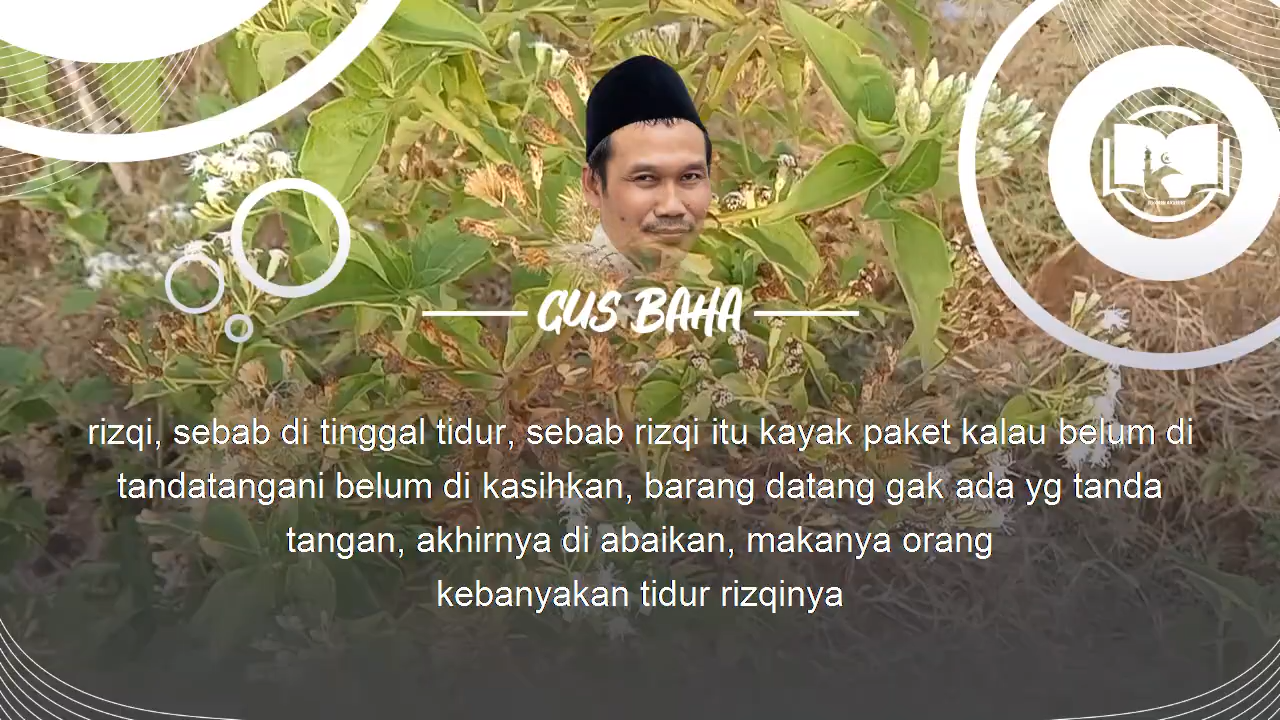 GUS BAHA
rizqi, sebab di tinggal tidur, sebab rizqi itu kayak paket kalau belum di
tandatangani belum di kasihkan, barang datang gak ada yg tanda
tangan, akhirnya di abaikan, makanya orang
kebanyakan tidur rizqinya